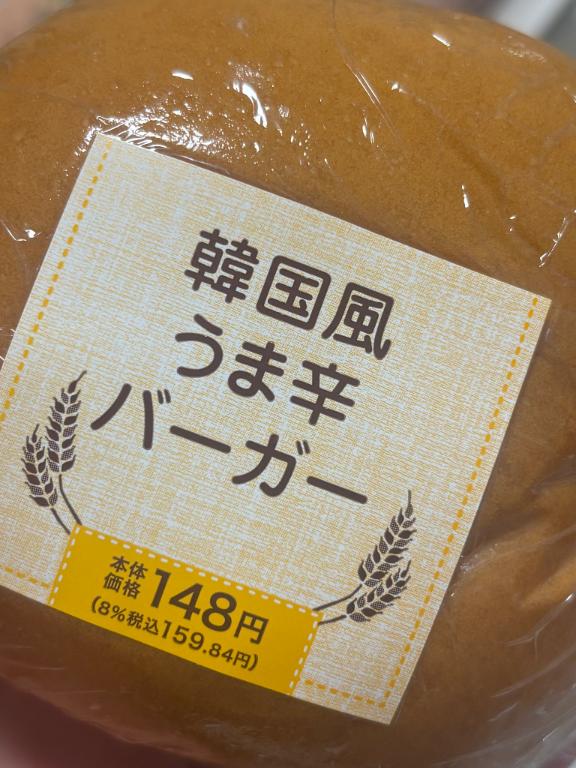 韓国風
うま辛
バーガー
本体
価格 148円
(8%税込159.84円)